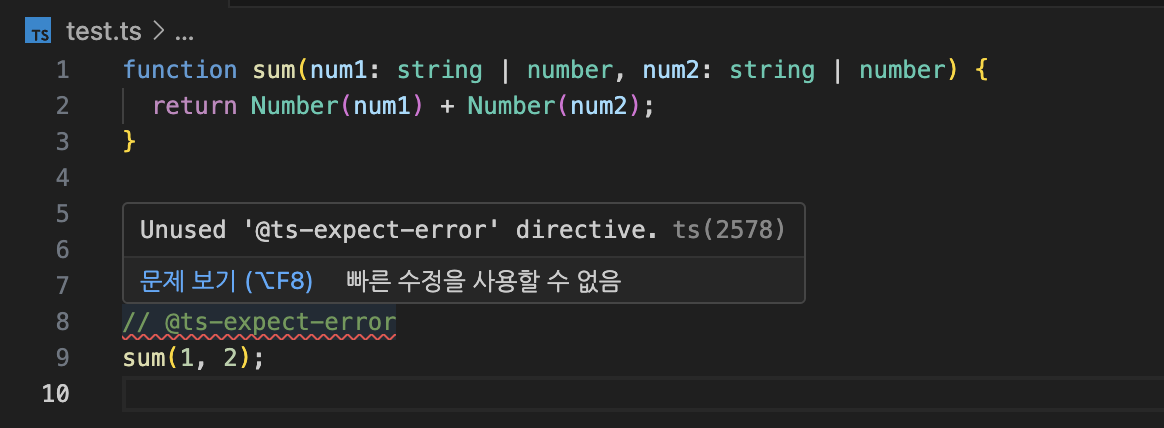 TS test.ts > ...
1 function sum(num1: string | number, num2: string | number) {
2   return Number(num1) + Number(num2);
3 }
4
5
Unused '@ts-expect-error' directive. ts(2578)
6
7
문제 보기 (⌥F8) 빠른 수정을 사용할 수 없음
8 // @ts-expect-error
9 sum(1, 2);
10